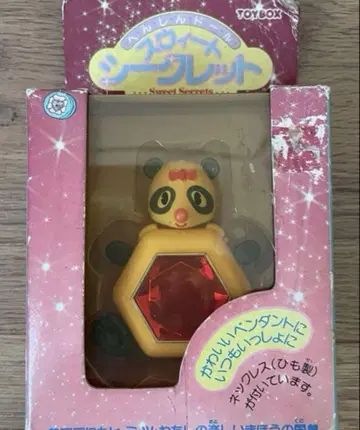 TOYBOX
へんしんドール
スウィート
シークレット
Sweet Secrets
かわいいペンダントに
いつもいっしょに
ネックレス(ひも製)
が付いています。